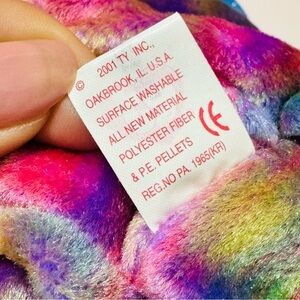 © 2001 TY INC.,
OAKBROOK, IL. U.S.A.
SURFACE WASHABLE
ALL NEW MATERIAL
POLYESTER FIBER
& P.E. PELLETS CE
REG.NO PA. 1965(KR)